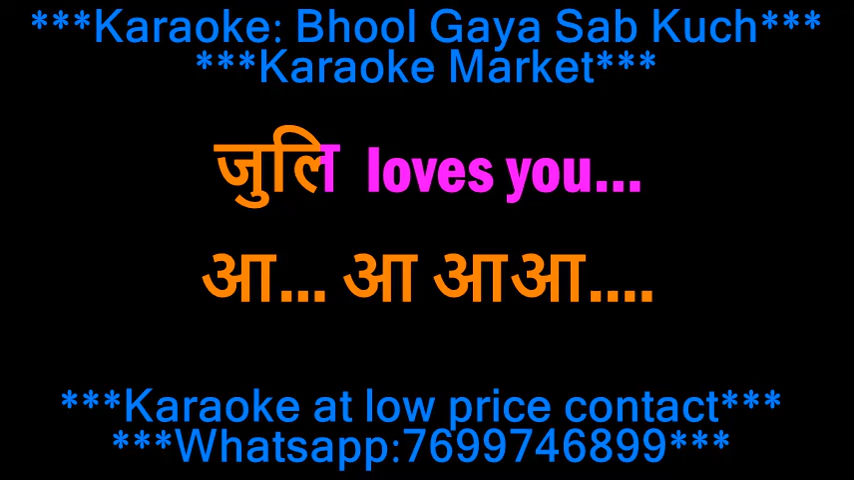 ***Karaoke: Bhool Gaya Sab Kuch***
***Karaoke Market***
जुलि loves you...
आ... आ आआ....
***Karaoke at low price contact***
***Whatsapp:7699746899***